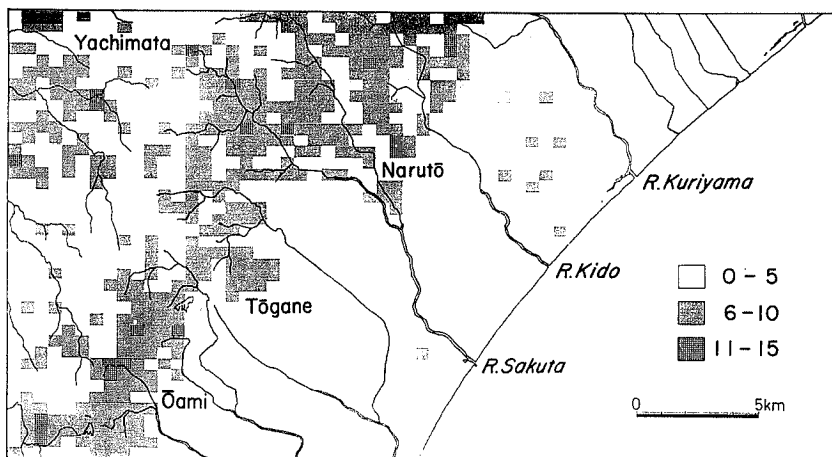 Yachimata
Narutō
R.Kuriyama
R.Kido
Tōgane
0-5
6-10
11-15
R.Sakuta
Ōami
0 5km